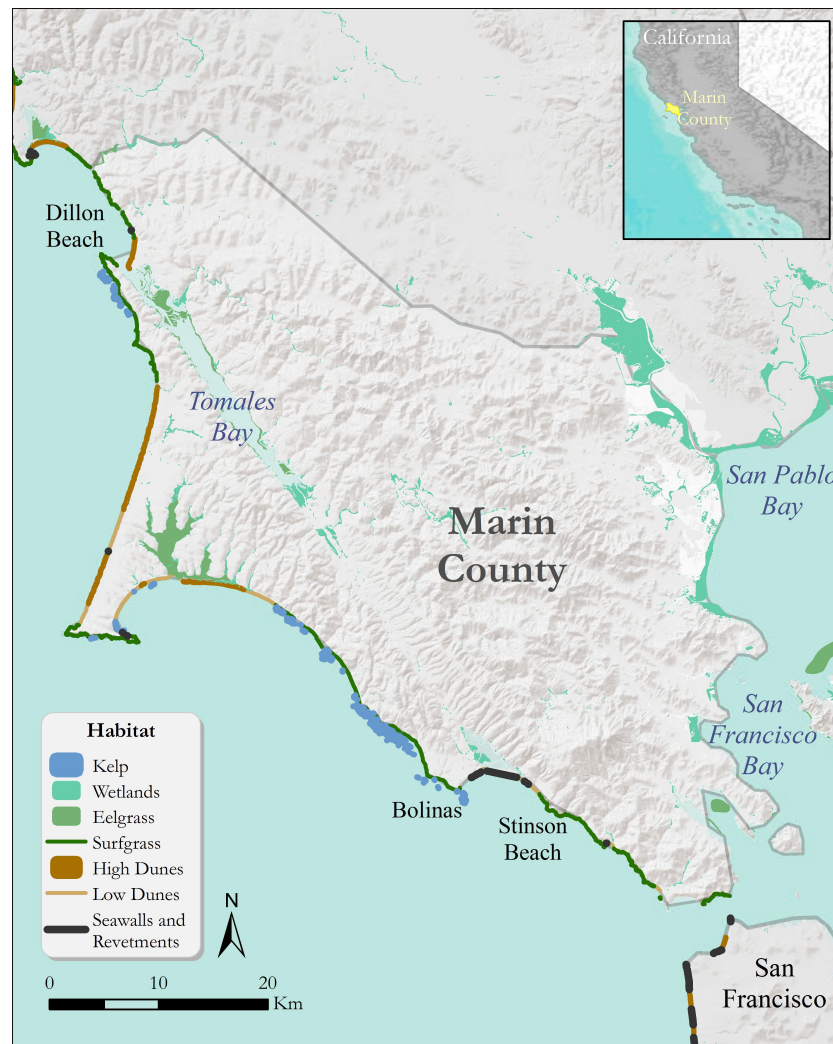 California
Marin
County
Dillon
Beach
Tomales
Bay
San Pablo
Bay
Marin
County
San
Francisco
Bay
Bolinas
Stinson
Beach
San
Francisco
Habitat
Kelp
Wetlands
Eelgrass
Surfgrass
High Dunes
Low Dunes
Seawalls and
Revetments
N
0 10 20
Km